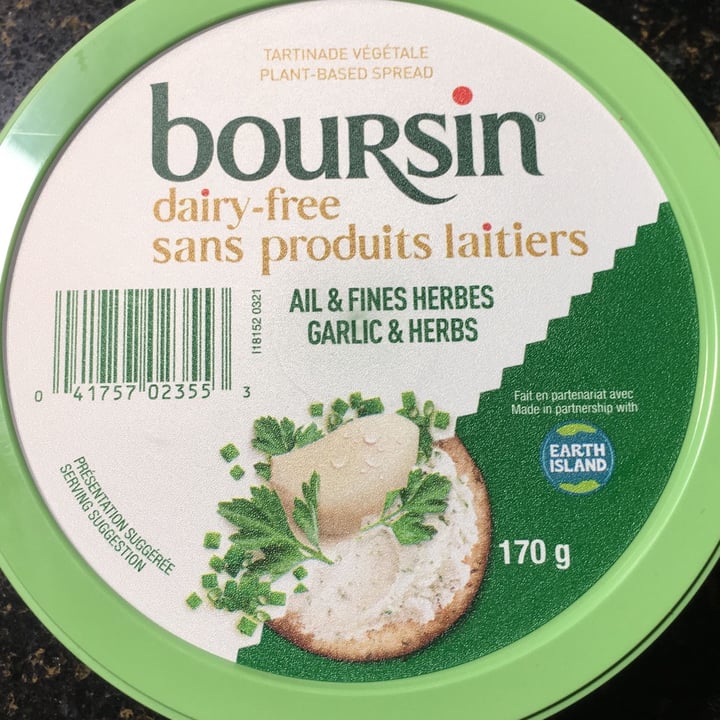 TARTINADE VÉGÉTALE
PLANT-BASED SPREAD
boursin®
dairy-free
sans produits laitiers
AIL & FINES HERBES
GARLIC & HERBS
I18152 0321
0 41757 02355 3
Fait en partenariat avec
Made in partnership with
EARTH
ISLAND
PRÉSENTATION SUGGÉRÉE
SERVING SUGGESTION
170 g